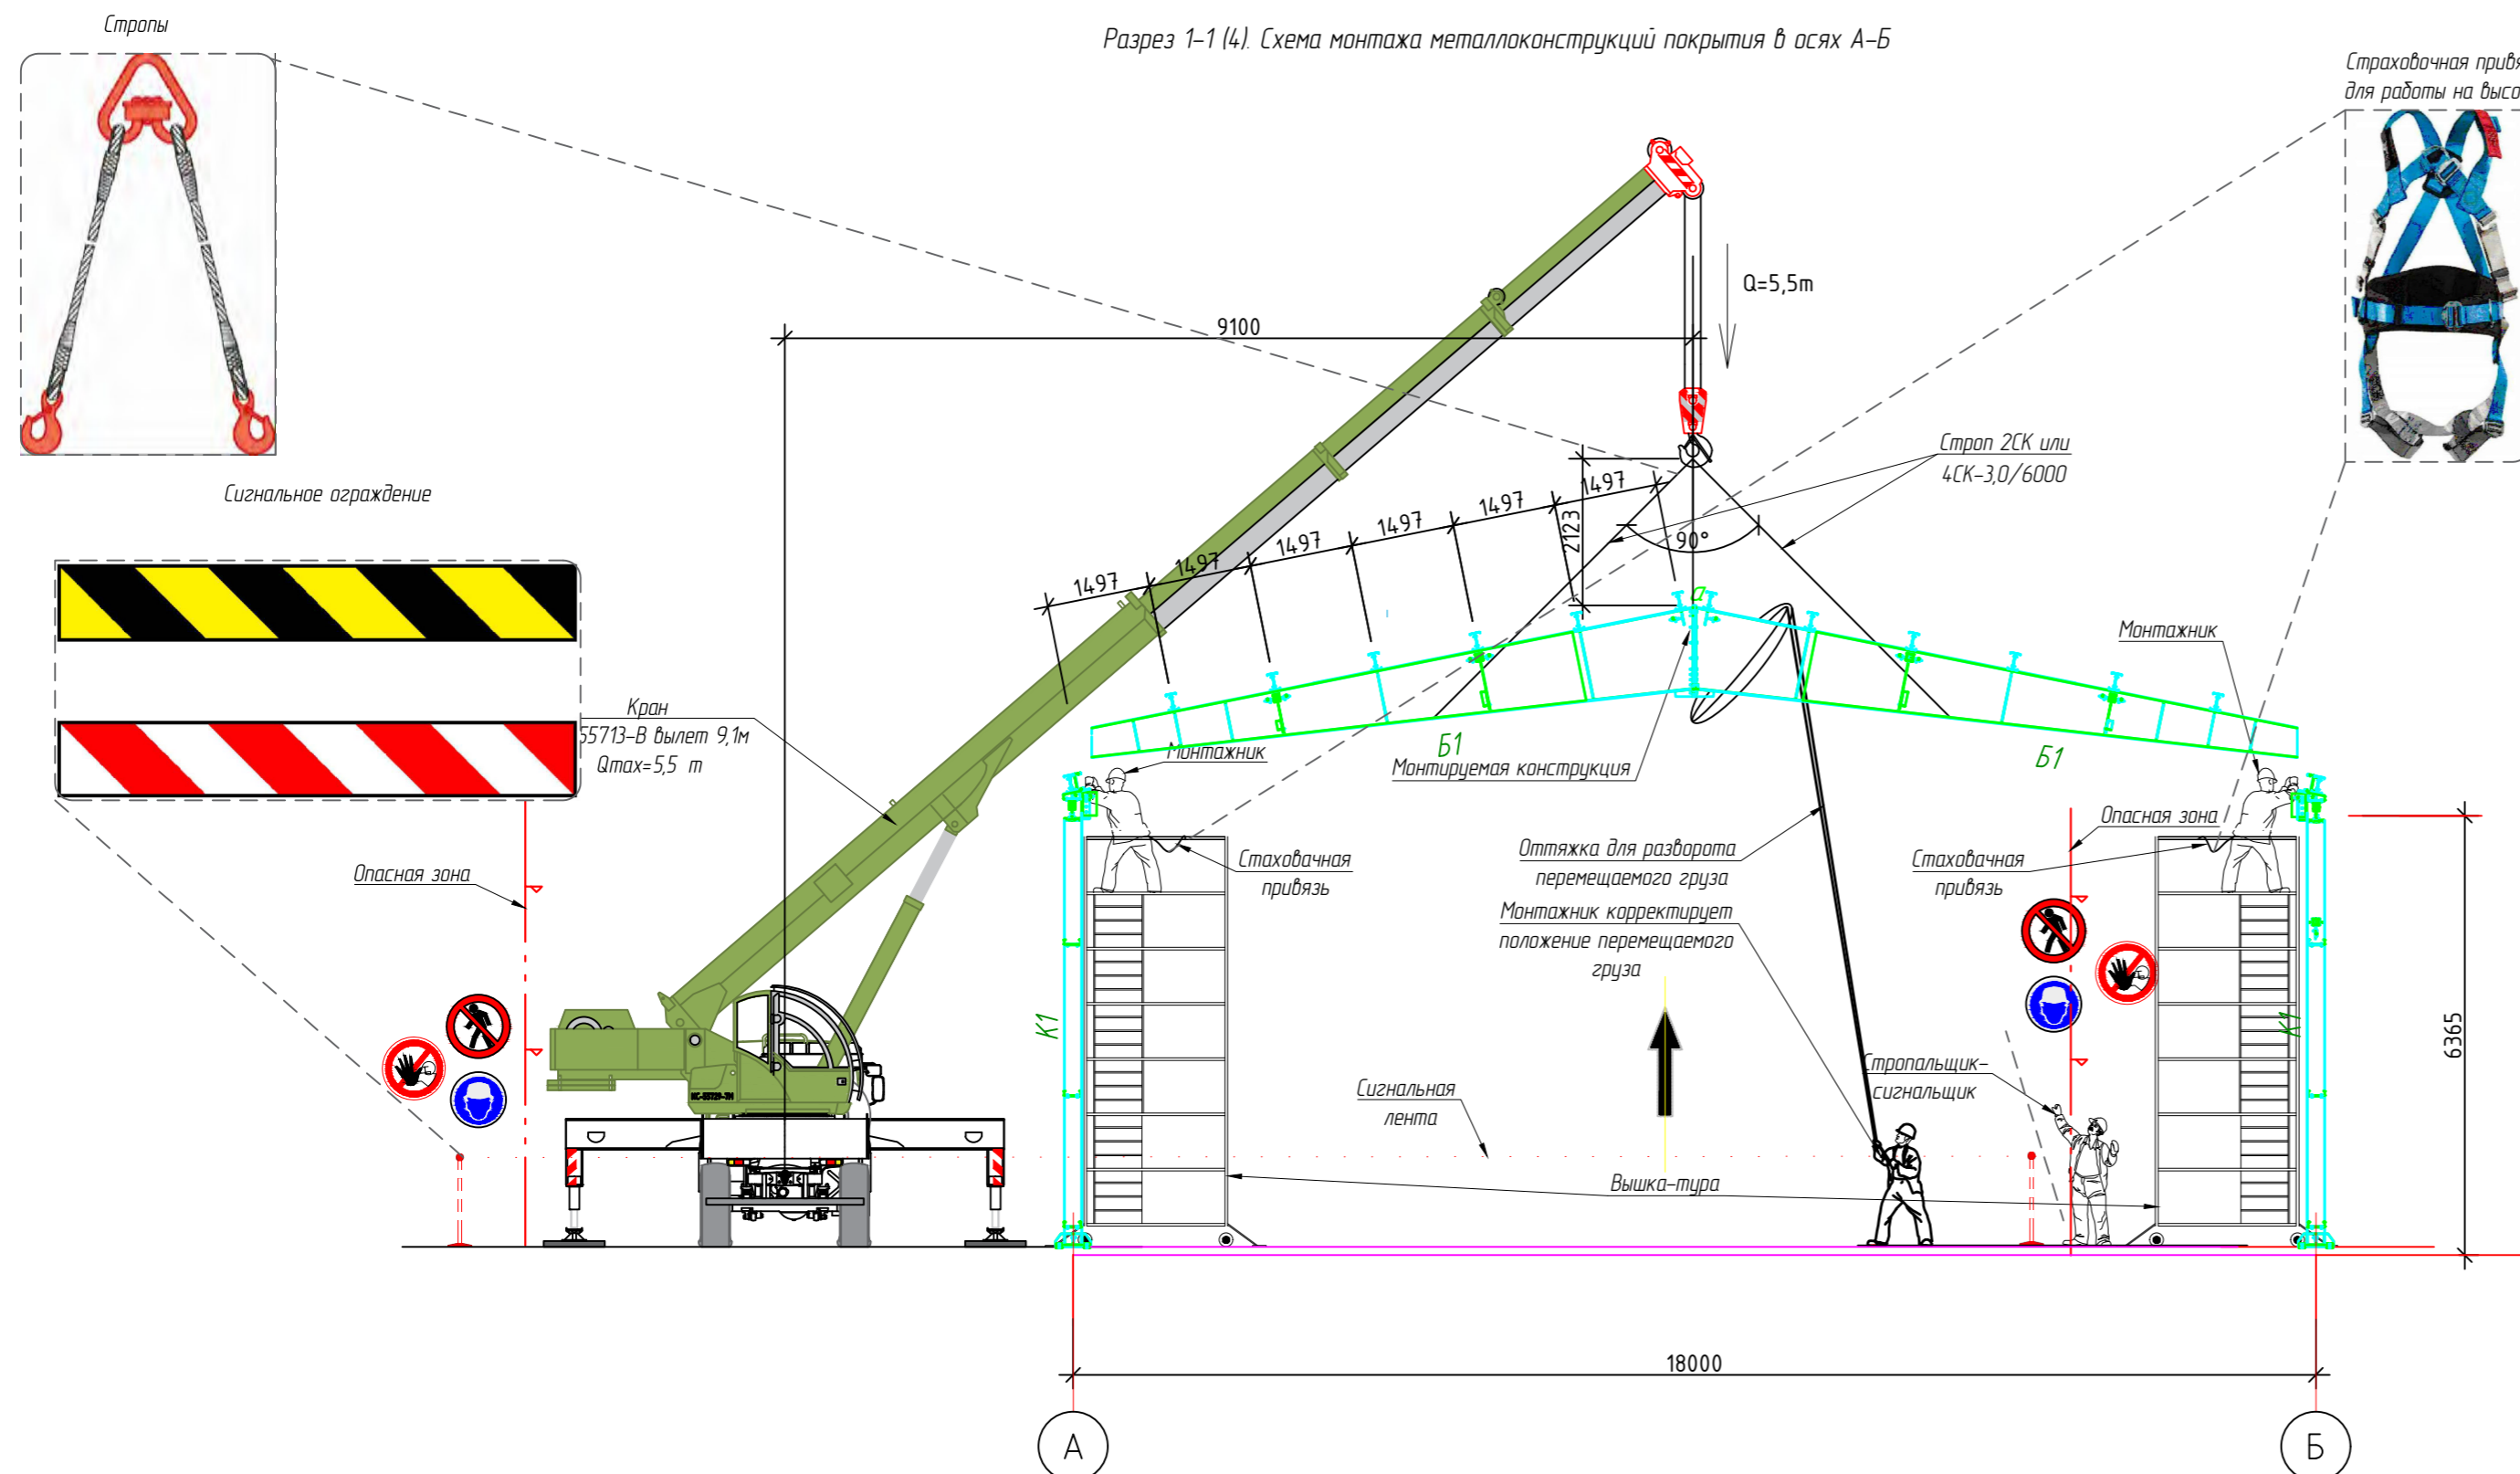 Стропы
Разрез 1-1 (4). Схема монтажа металлоконструкций покрытия в осях А-Б
Страховочная привя
для работы на высо
Q=5,5т
9100
Строп 2СК или
4СК-3,0/6000
Сигнальное ограждение
1497
1497
1497
1497
1497
1497
2123
90°
а
Монтажник
Кран
55713-В вылет 9,1м
Qmax=5,5 т
Монтажник
Б1
Монтируемая конструкция
Б1
Опасная зона
Стаховачная
привязь
Оттяжка для разворота
перемещаемого груза
Стаховачная
привязь
Опасная зона
Монтажник корректирует
положение перемещаемого
груза
К1
К1
6365
Стропальщик-
сигнальщик
Сигнальная
лента
Вышка-тура
18000
А
Б